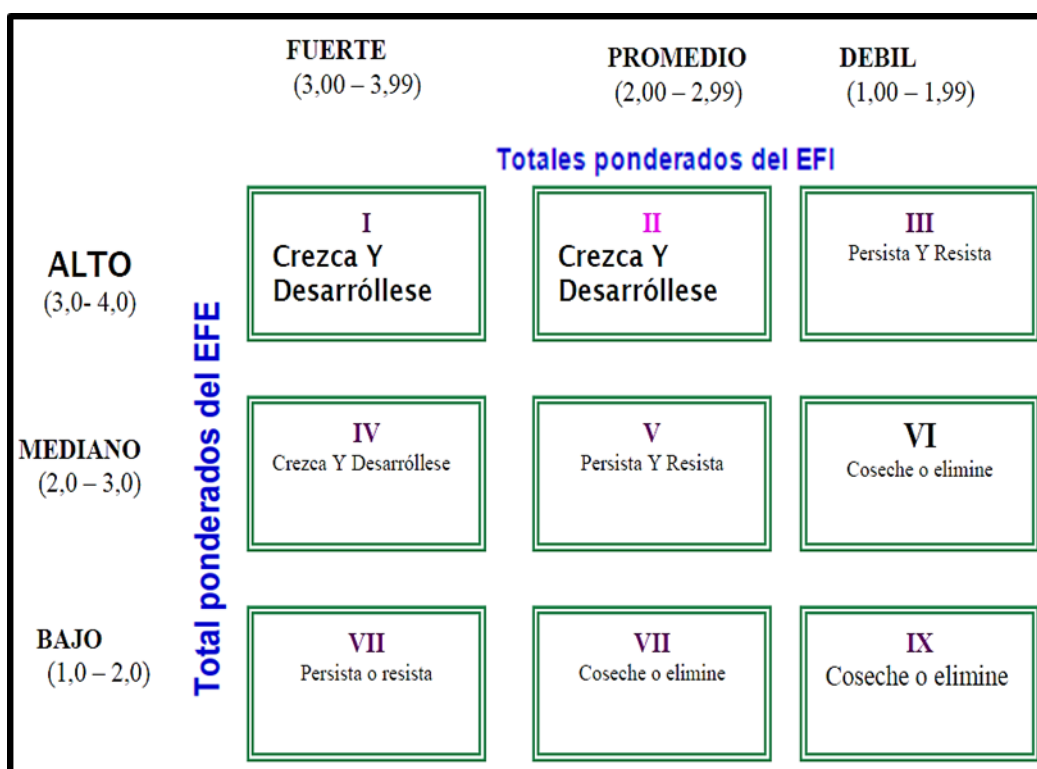 FUERTE
(3,00 – 3,99)
PROMEDIO
(2,00 – 2,99)
DEBIL
(1,00 – 1,99)
Totales ponderados del EFI
Total ponderados del EFE
ALTO
(3,0- 4,0)
I
Crezca Y
Desarróllese
II
Crezca Y
Desarróllese
III
Persista Y Resista
MEDIANO
(2,0 – 3,0)
IV
Crezca Y Desarróllese
V
Persista Y Resista
VI
Coseche o elimine
BAJO
(1,0 – 2,0)
VII
Persista o resista
VII
Coseche o elimine
IX
Coseche o elimine